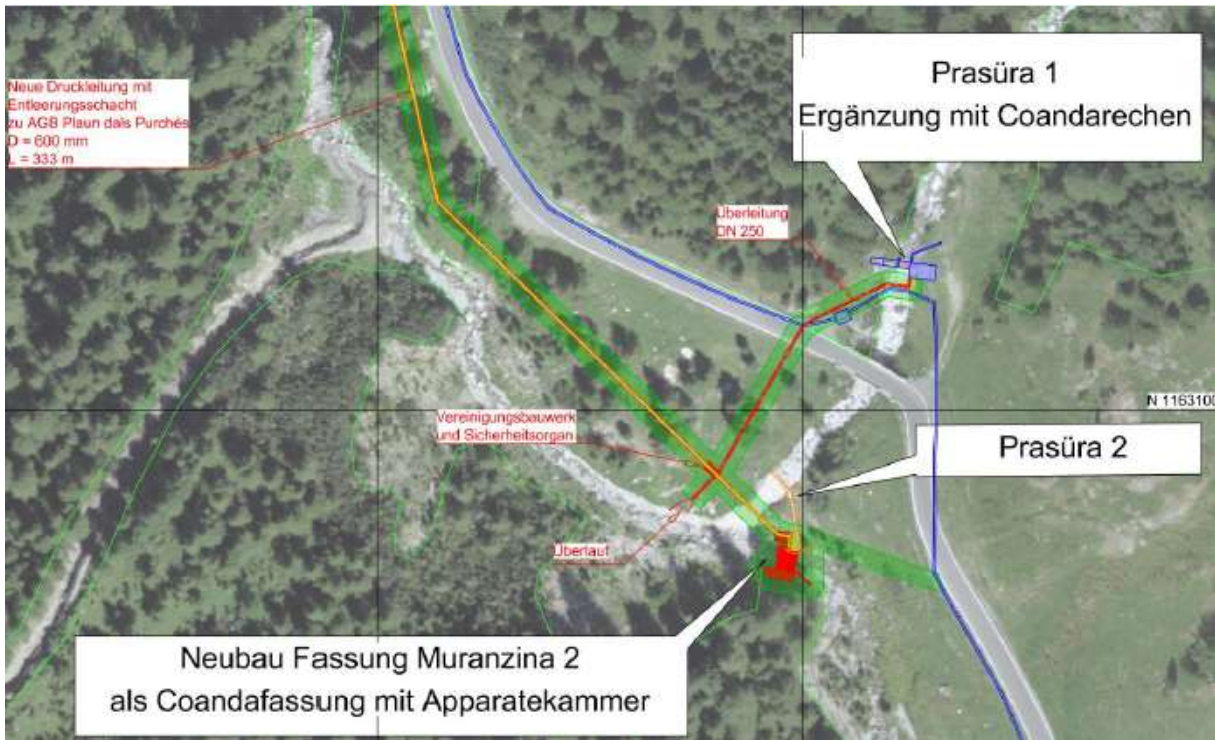 Prasüra 1
Ergänzung mit Coandarechen
Neue Druckleitung mit
Entleerungsschacht
zu AGB Plaun dals Purchés
D = 600 mm
L = 333 m
Überleitung
DN 250
N 1163100
Vereinigungsbauwerk
und Sicherheitsorgan
Prasüra 2
Überlauf
Neubau Fassung Muranzina 2
als Coandafassung mit Apparatekammer